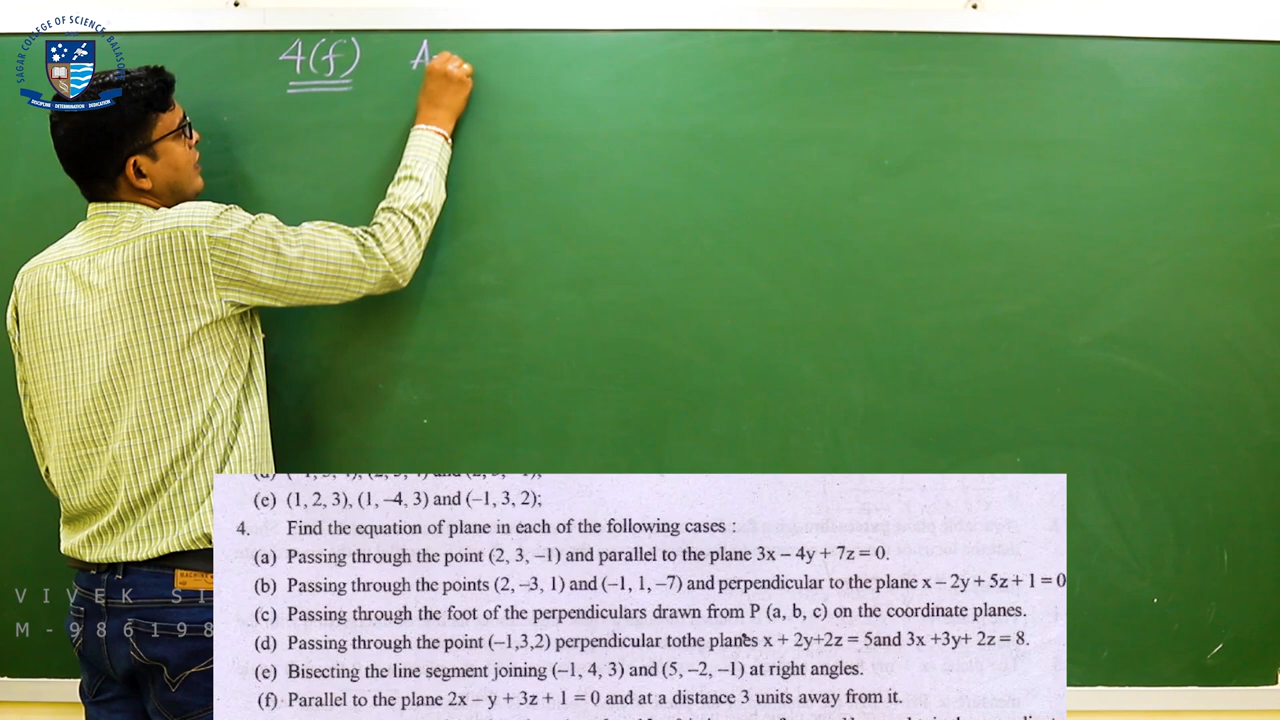 SAGAR COLLEGE OF SCIENCE, BALASORE
DISCIPLINE · DETERMINATION · DEDICATION
4(f) A
(e) (1, 2, 3), (1, –4, 3) and (–1, 3, 2);
4. Find the equation of plane in each of the following cases :
(a) Passing through the point (2, 3, –1) and parallel to the plane 3x – 4y + 7z = 0.
(b) Passing through the points (2, –3, 1) and (–1, 1, –7) and perpendicular to the plane x – 2y + 5z + 1 = 0
(c) Passing through the foot of the perpendiculars drawn from P (a, b, c) on the coordinate planes.
(d) Passing through the point (–1,3,2) perpendicular tothe planes x + 2y+2z = 5and 3x +3y+ 2z = 8.
(e) Bisecting the line segment joining (–1, 4, 3) and (5, –2, –1) at right angles.
(f) Parallel to the plane 2x – y + 3z + 1 = 0 and at a distance 3 units away from it.
VIVEK SI
M-986198